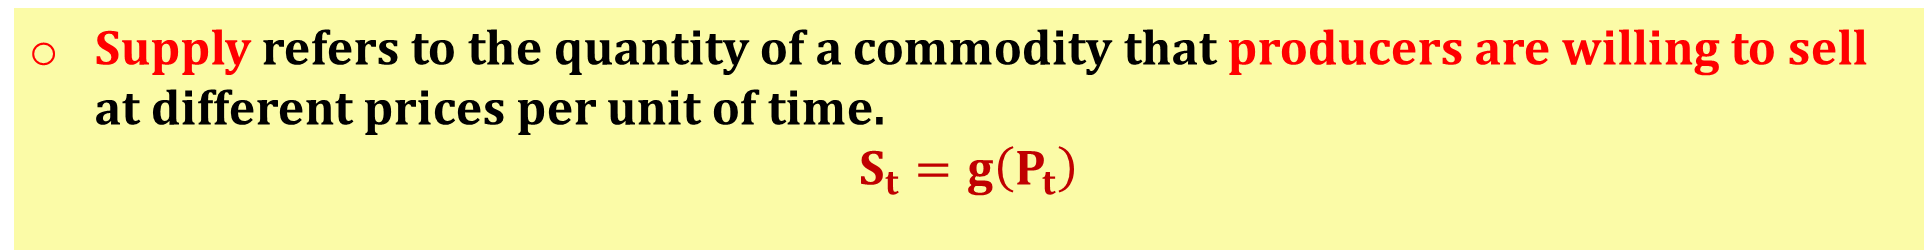 ○ Supply refers to the quantity of a commodity that producers are willing to sell
at different prices per unit of time.
Sₜ = g(Pₜ)